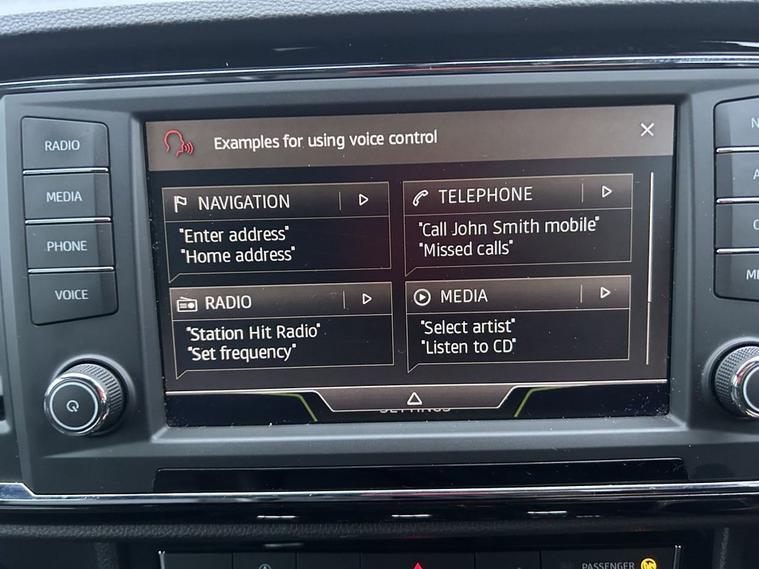 Examples for using voice control
RADIO
MEDIA
PHONE
VOICE
NAVIGATION
"Enter address"
"Home address"
TELEPHONE
"Call John Smith mobile"
"Missed calls"
RADIO
"Station Hit Radio"
"Set frequency"
MEDIA
"Select artist"
"Listen to CD"
PASSENGER